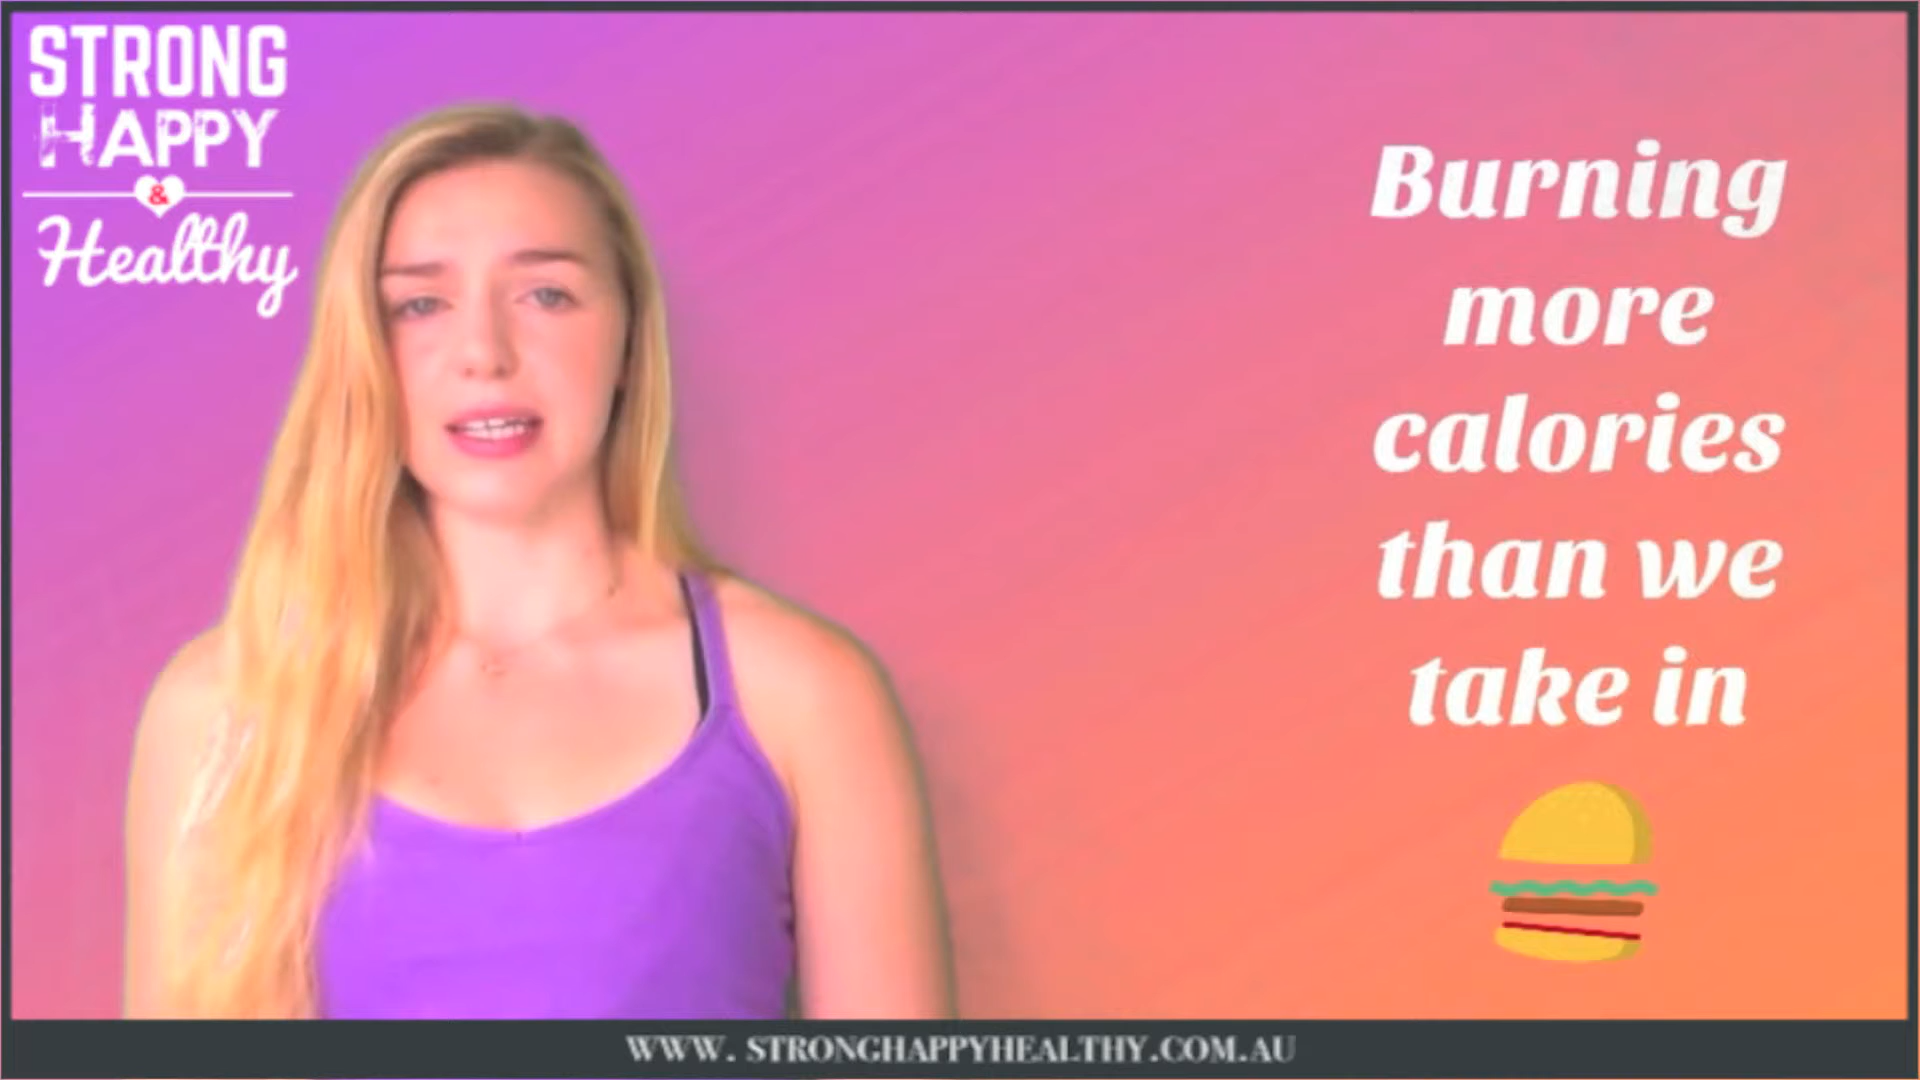 STRONG
HAPPY
&
Healthy
Burning
more
calories
than we
take in
WWW. STRONGHAPPYHEALTHY.COM.AU